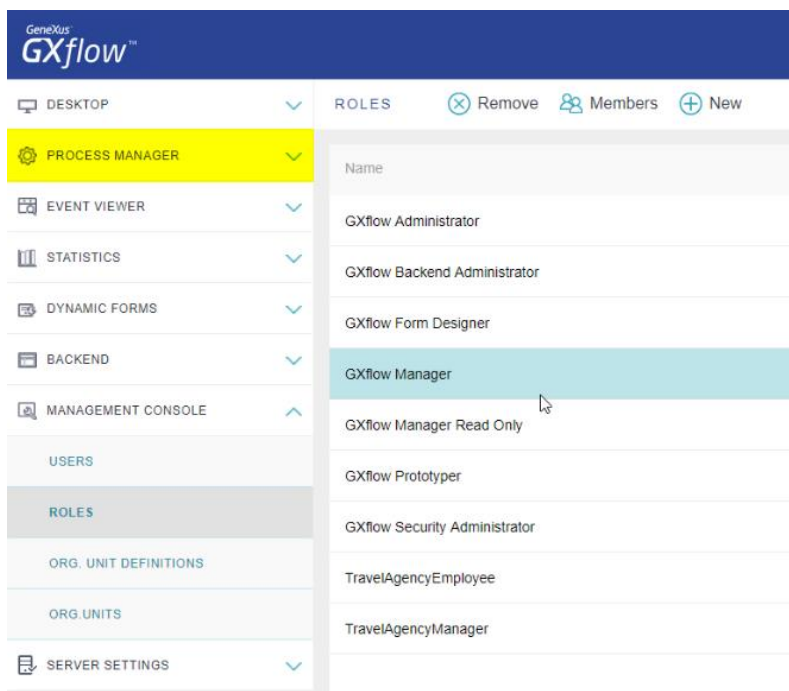 GeneXus
GXflow™
DESKTOP
PROCESS MANAGER
EVENT VIEWER
STATISTICS
DYNAMIC FORMS
BACKEND
MANAGEMENT CONSOLE
USERS
ROLES
ORG. UNIT DEFINITIONS
ORG.UNITS
SERVER SETTINGS
ROLES Remove Members New
Name
GXflow Administrator
GXflow Backend Administrator
GXflow Form Designer
GXflow Manager
GXflow Manager Read Only
GXflow Prototyper
GXflow Security Administrator
TravelAgencyEmployee
TravelAgencyManager